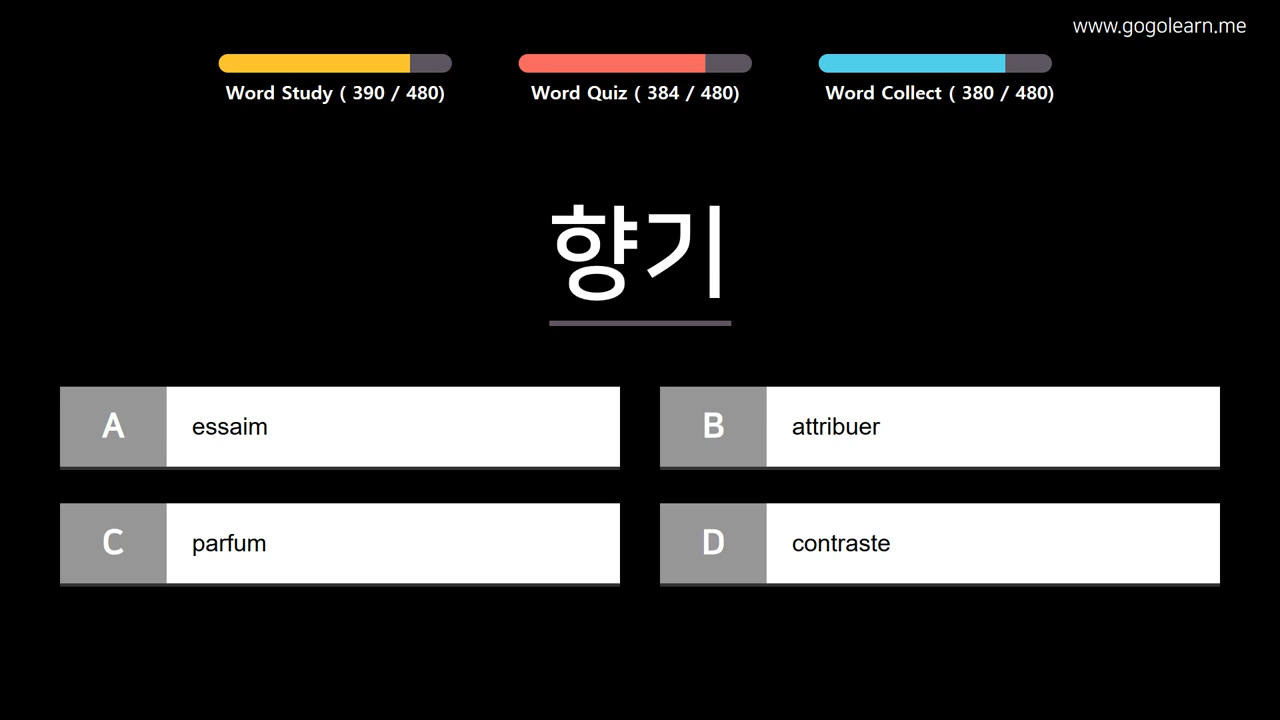 www.gogolearn.me
Word Study ( 390 / 480)
Word Quiz ( 384 / 480)
Word Collect ( 380 / 480)
향기
A essaim
B attribuer
C parfum
D contraste